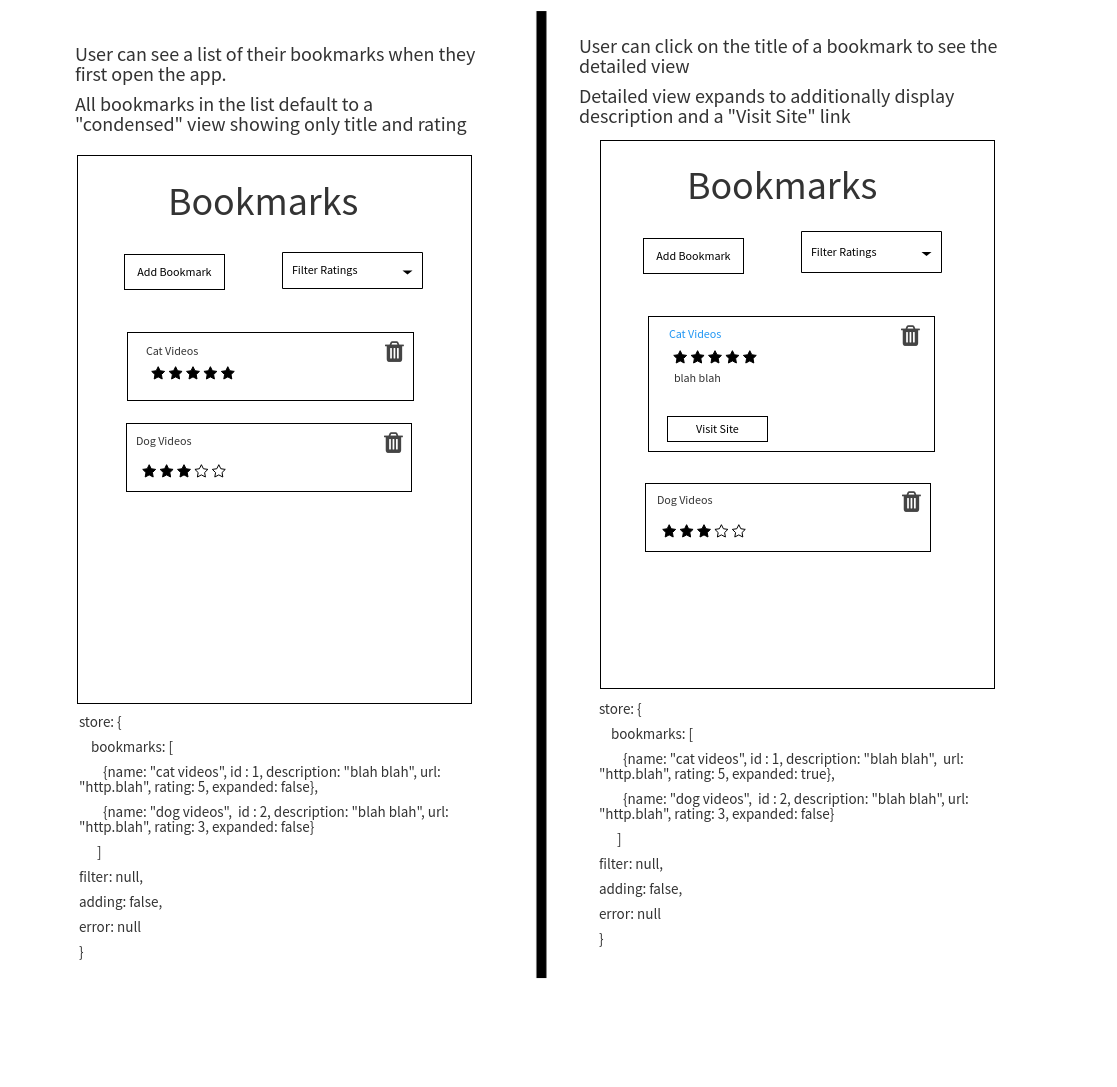 User can see a list of their bookmarks when they
first open the app.
All bookmarks in the list default to a
"condensed" view showing only title and rating
Bookmarks
Add Bookmark
Filter Ratings
Cat Videos
Dog Videos
store: {
bookmarks: [
{name: "cat videos", id : 1, description: "blah blah", url:
"http.blah", rating: 5, expanded: false},
{name: "dog videos",  id : 2, description: "blah blah", url:
"http.blah", rating: 3, expanded: false}
]
filter: null,
adding: false,
error: null
}
User can click on the title of a bookmark to see the
detailed view
Detailed view expands to additionally display
description and a "Visit Site" link
Bookmarks
Add Bookmark
Filter Ratings
Cat Videos
blah blah
Visit Site
Dog Videos
store: {
bookmarks: [
{name: "cat videos", id : 1, description: "blah blah",  url:
"http.blah", rating: 5, expanded: true},
{name: "dog videos",  id : 2, description: "blah blah", url:
"http.blah", rating: 3, expanded: false}
]
filter: null,
adding: false,
error: null
}